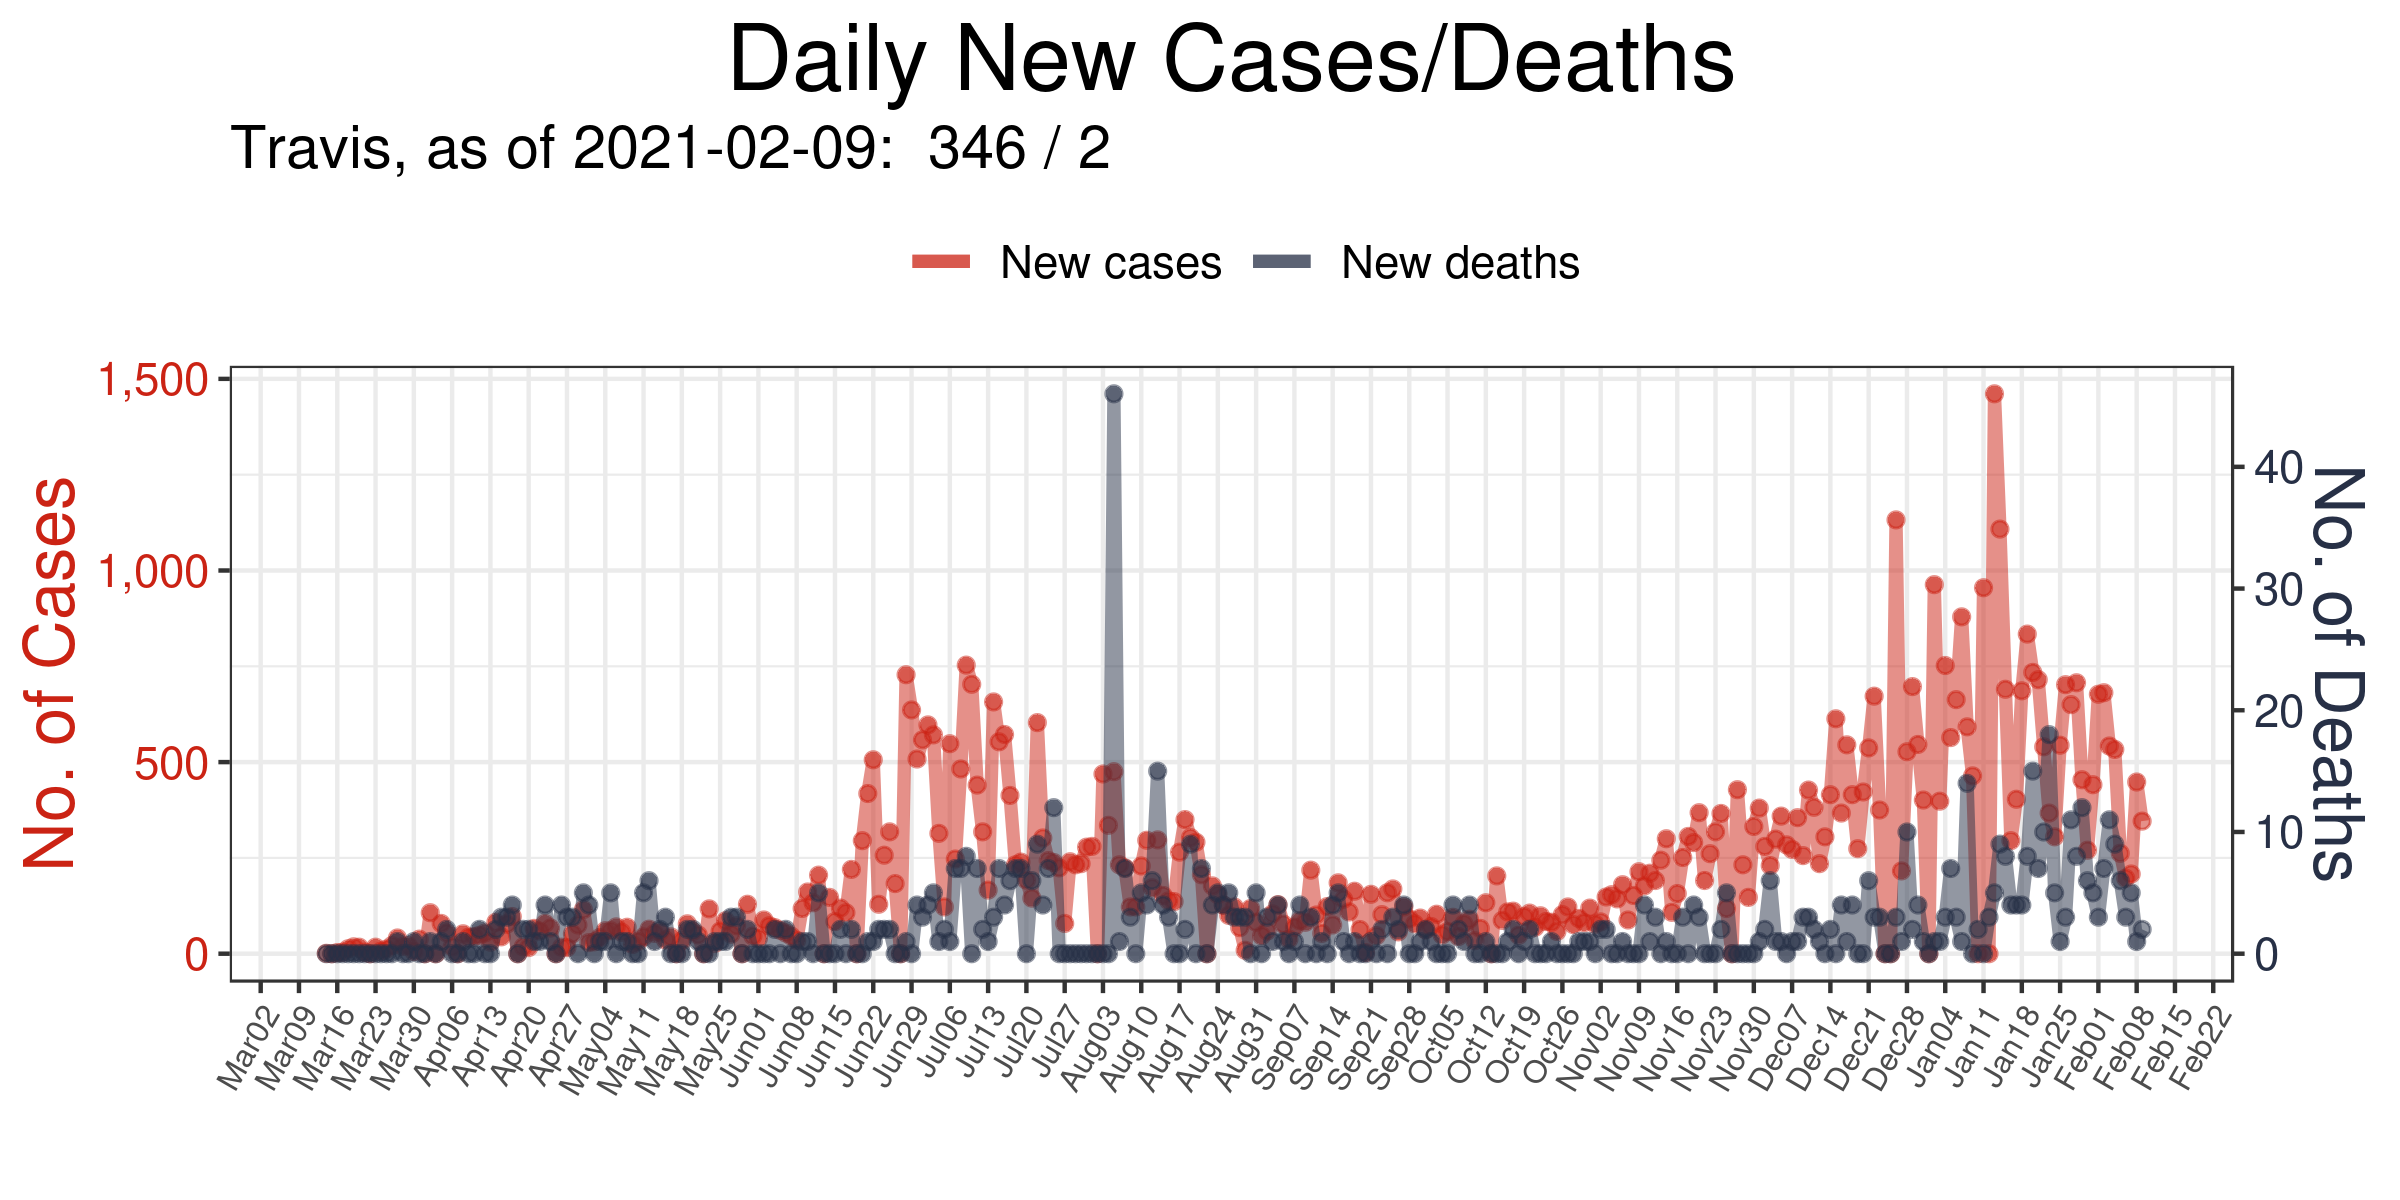 Daily New Cases/Deaths
Travis, as of 2021-02-09: 346 / 2
New cases
New deaths
No. of Cases
1,500
1,000
500
0
40
30
20
10
0
No. of Deaths
Mar02
Mar09
Mar16
Mar23
Mar30
Apr06
Apr13
Apr20
Apr27
May04
May11
May18
May25
Jun01
Jun08
Jun15
Jun22
Jun29
Jul06
Jul13
Jul20
Jul27
Aug03
Aug10
Aug17
Aug24
Aug31
Sep07
Sep14
Sep21
Sep28
Oct05
Oct12
Oct19
Oct26
Nov02
Nov09
Nov16
Nov23
Nov30
Dec07
Dec14
Dec21
Dec28
Jan04
Jan11
Jan18
Jan25
Feb01
Feb08
Feb15
Feb22